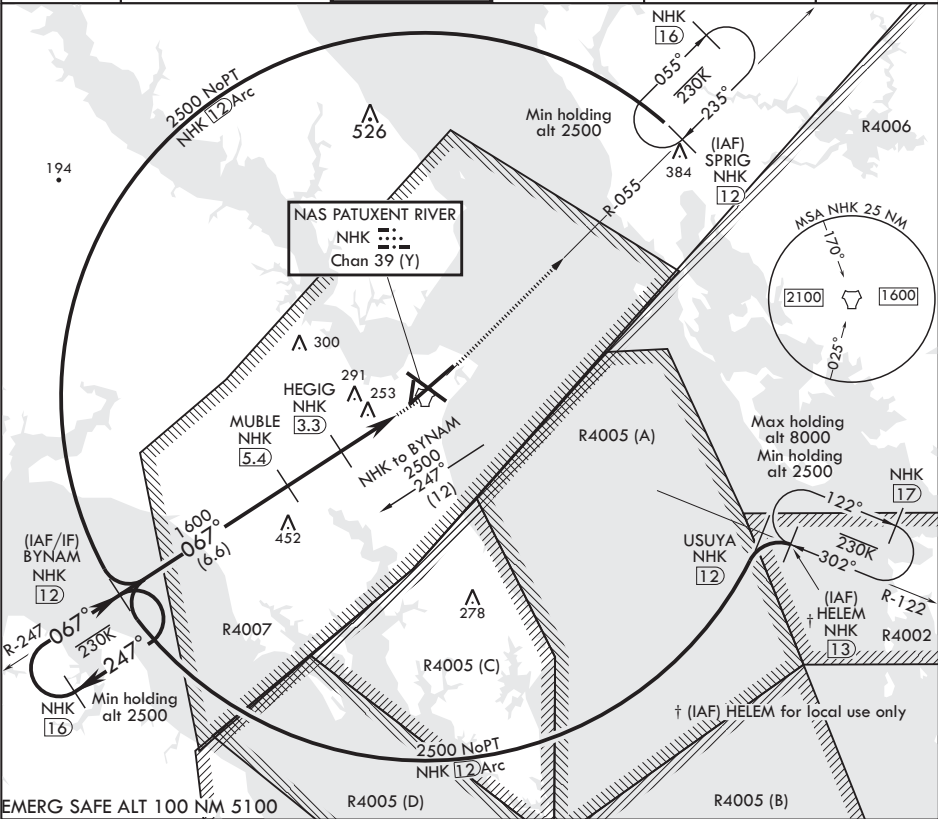 NHK
16
055°
230K
235°
2500 NoPT
NHK 12 Arc
526
Min holding
alt 2500
R4006
194
384
(IAF)
SPRIG
NHK
12
R-055
NAS PATUXENT RIVER
NHK
Chan 39 (Y)
MSA NHK 25 NM
170°
2100
1600
025°
300
291
253
HEGIG
NHK
3.3
MUBLE
NHK
5.4
NHK to BYNAM
2500
247°
(12)
R4005 (A)
Max holding
alt 8000
Min holding
alt 2500
NHK
17
122°
230K
302°
R-122
1600
067°
(6.6)
452
(IAF/IF)
BYNAM
NHK
12
USUYA
NHK
12
(IAF)
† HELEM
NHK
13
R4002
278
R4007
R-247
067°
230K
247°
NHK
16
Min holding
alt 2500
R4005 (C)
† (IAF) HELEM for local use only
2500 NoPT
NHK 12 Arc
EMERG SAFE ALT 100 NM 5100
R4005 (D)
R4005 (B)